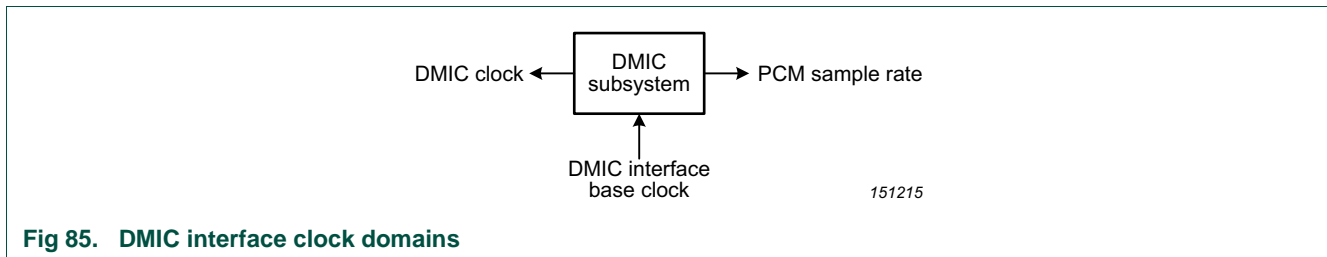 DMIC clock
DMIC
subsystem
PCM sample rate
DMIC interface
base clock
151215
Fig 85. DMIC interface clock domains